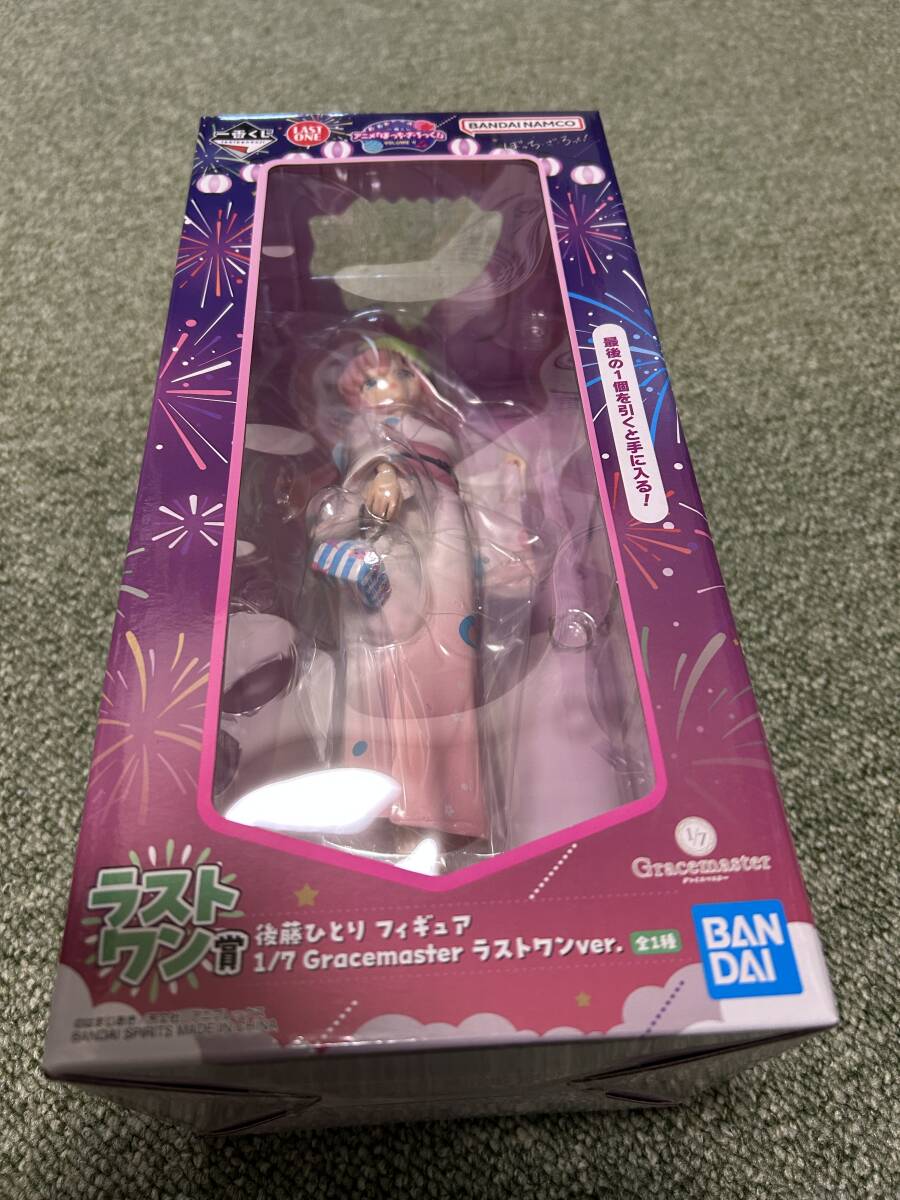 一番くじ
LAST
ONE
BANDAI NAMCO
ぼっち・ざ・ろっく!
最後の1個を引くと手に入る!
1/7
Gracemaster
グレイスマスター
ラスト
ワン賞
後藤ひとり フィギュア
1/7 Gracemaster ラストワンver.
全1種
BAN
DAI
BANDAI SPIRITS MADE IN CHINA